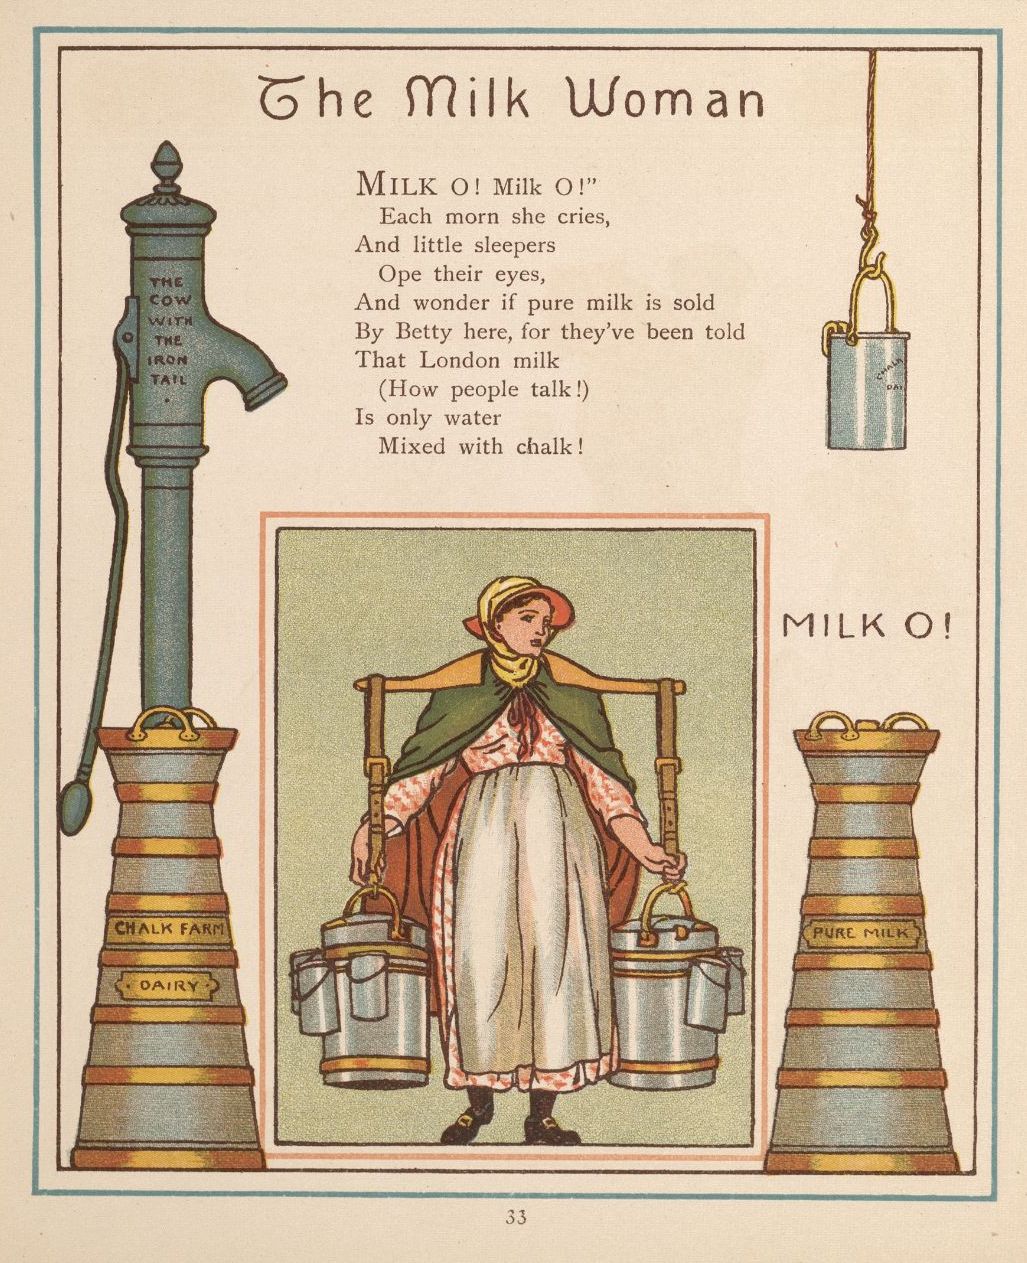 The Milk Woman
MILK O! Milk O!”
Each morn she cries,
And little sleepers
Ope their eyes,
And wonder if pure milk is sold
By Betty here, for they've been told
That London milk
(How people talk!)
Is only water
Mixed with chalk!
THE
COW
WITH
THE
IRON
TAIL
.
CHALK
DAI
MILK O!
CHALK FARM
· DAIRY ·
PURE MILK
33